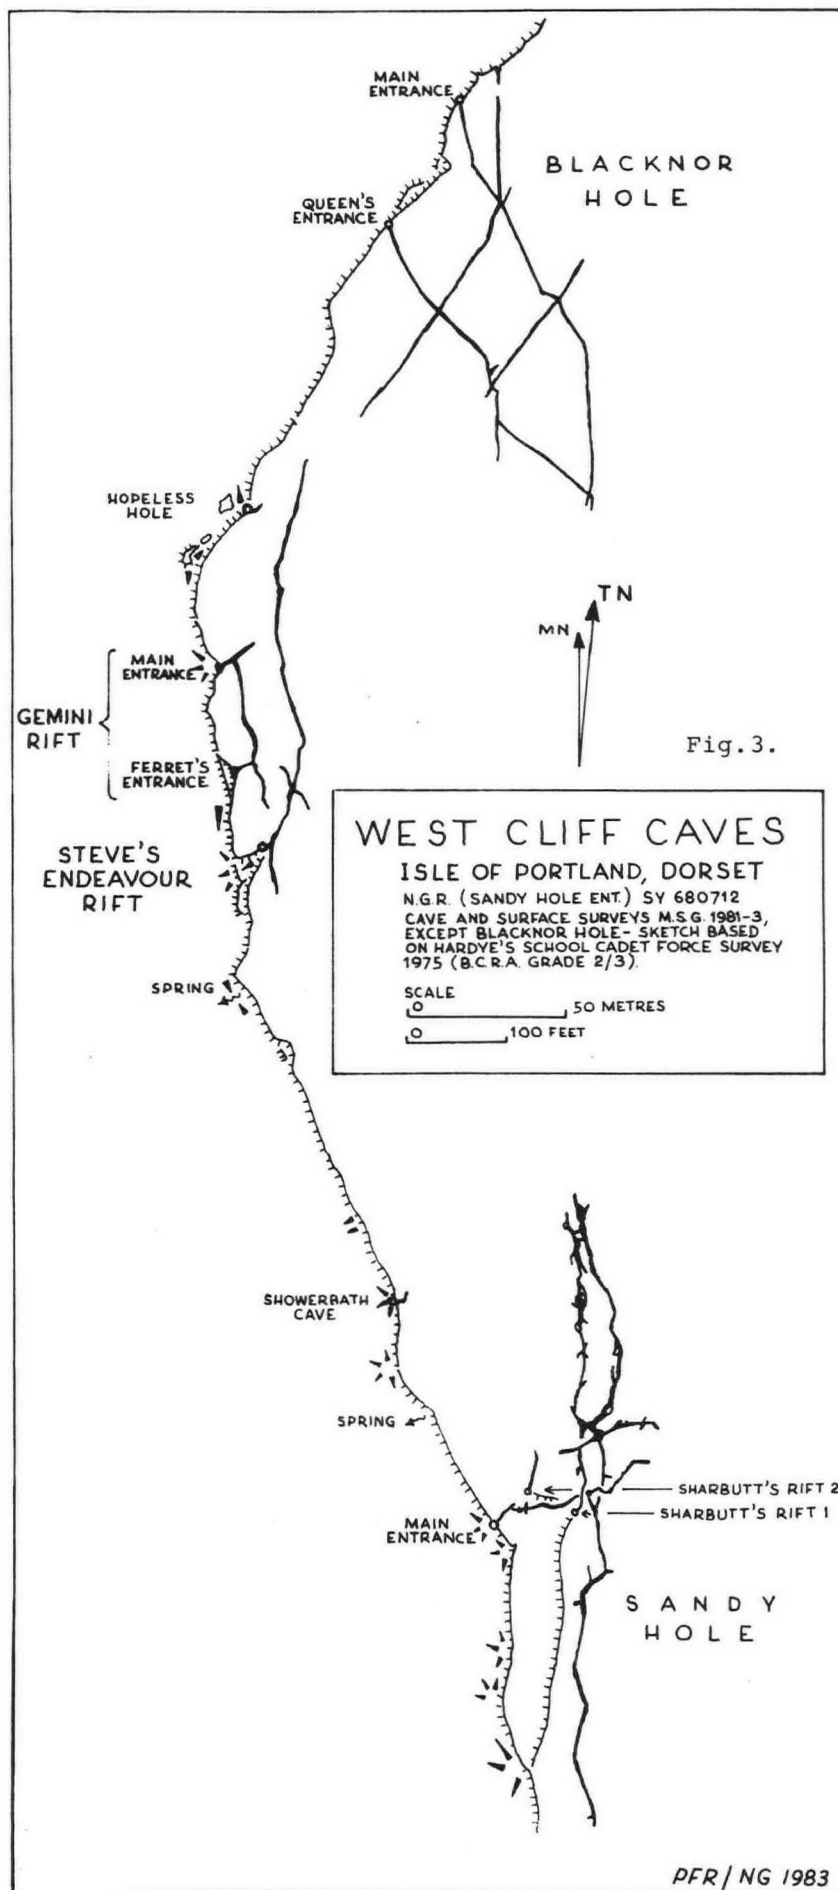 MAIN
ENTRANCE
BLACKNOR
HOLE
QUEEN'S
ENTRANCE
HOPELESS
HOLE
TN
MN
MAIN
ENTRANCE
GEMINI
RIFT
FERRET'S
ENTRANCE
Fig.3.
STEVE'S
ENDEAVOUR
RIFT
WEST CLIFF CAVES
ISLE OF PORTLAND, DORSET
N.G.R. (SANDY HOLE ENT.) SY 680712
CAVE AND SURFACE SURVEYS M.S.G. 1981-3,
EXCEPT BLACKNOR HOLE - SKETCH BASED
ON HARDYE'S SCHOOL CADET FORCE SURVEY
1975 (B.C.R.A. GRADE 2/3).
SCALE
0 50 METRES
0 100 FEET
SPRING
SHOWERBATH
CAVE
SPRING
SHARBUTT'S RIFT 2
SHARBUTT'S RIFT 1
MAIN
ENTRANCE
SANDY
HOLE
PFR/NG 1983